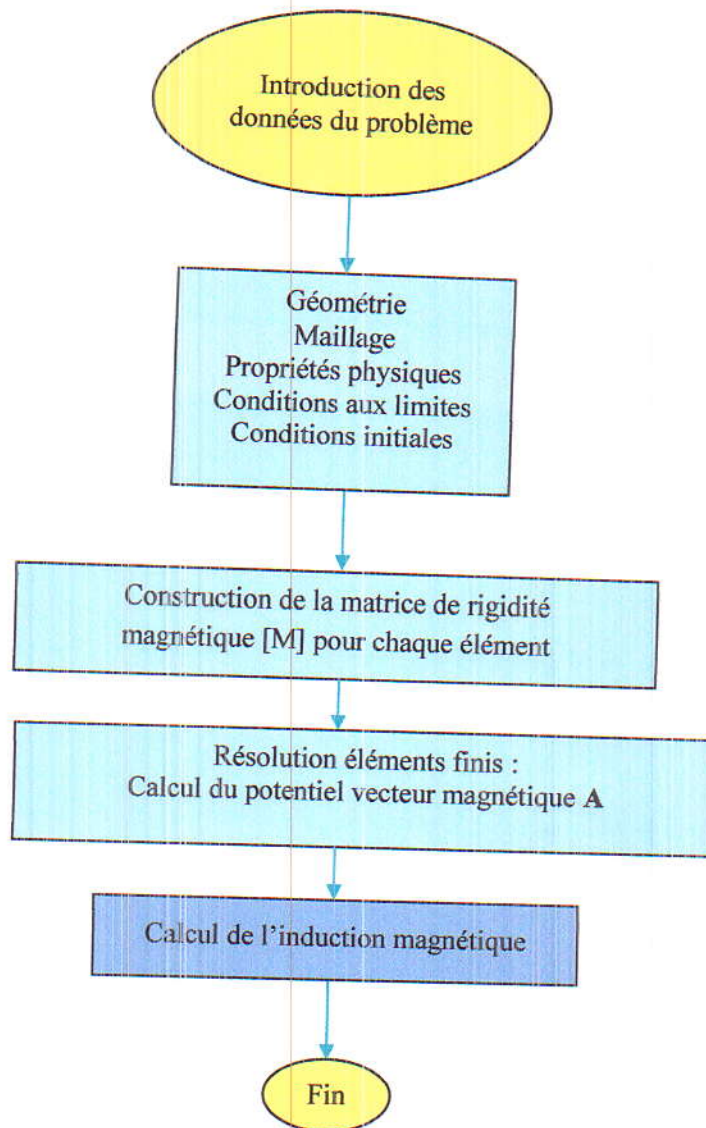 Introduction des
données du problème
Géométrie
Maillage
Propriétés physiques
Conditions aux limites
Conditions initiales
Construction de la matrice de rigidité
magnétique [M] pour chaque élément
Résolution éléments finis :
Calcul du potentiel vecteur magnétique A
Calcul de l'induction magnétique
Fin